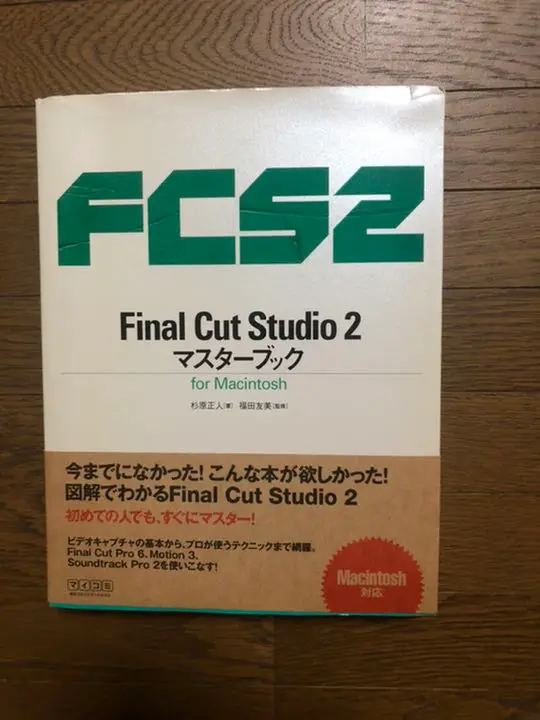 FCS2
Final Cut Studio 2
マスターブック
for Macintosh
杉原正人[著] 福田友美[監修]
今までになかった！こんな本が欲しかった！
図解でわかるFinal Cut Studio 2
初めての人でも、すぐにマスター！
ビデオキャプチャの基本から、プロが使うテクニックまで網羅。
Final Cut Pro 6、Motion 3、
Soundtrack Pro 2を使いこなす！
Macintosh
対応
マイコミ